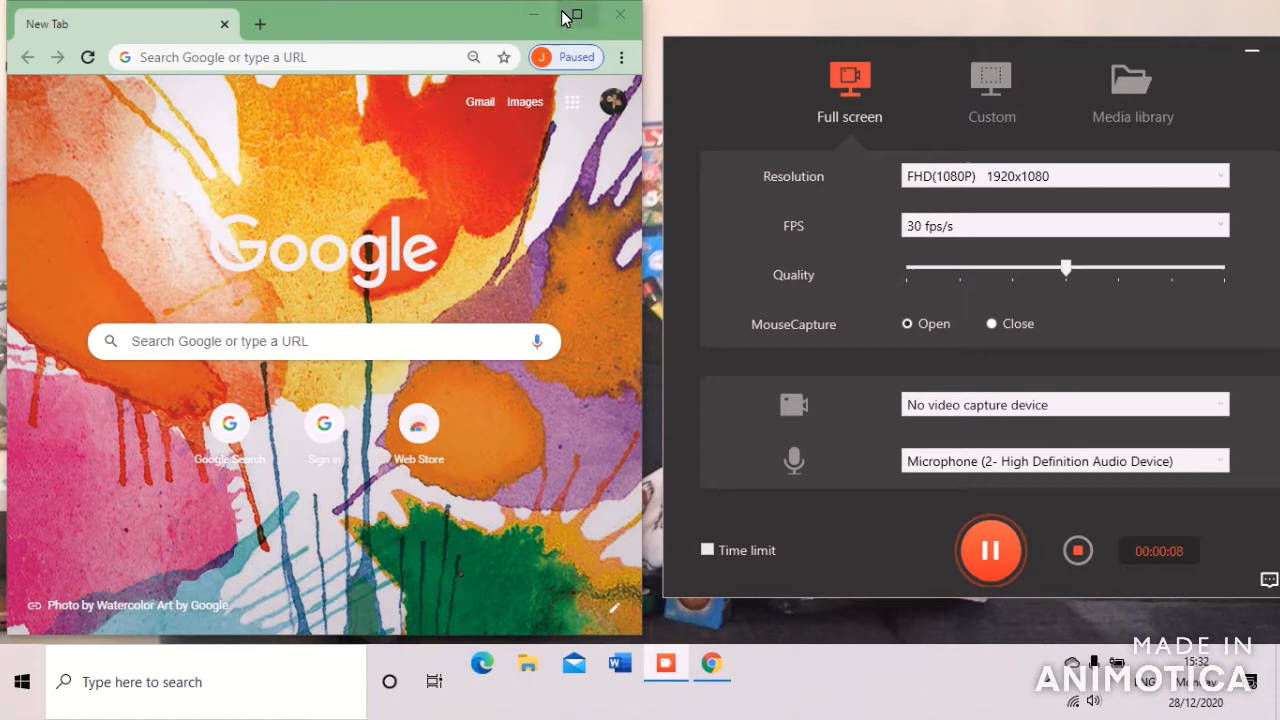 New Tab
Search Google or type a URL
J Paused
Gmail Images
Google
Search Google or type a URL
Google Search Sign in Web Store
Photo by Watercolor Art by Google
Full screen Custom Media library
Resolution FHD(1080P) 1920x1080
FPS 30 fps/s
Quality
MouseCapture Open Close
No video capture device
Microphone (2- High Definition Audio Device)
Time limit 00:00:08
Type here to search
15:32
ENG Monday
28/12/2020
MADE IN
ANIMOTICA